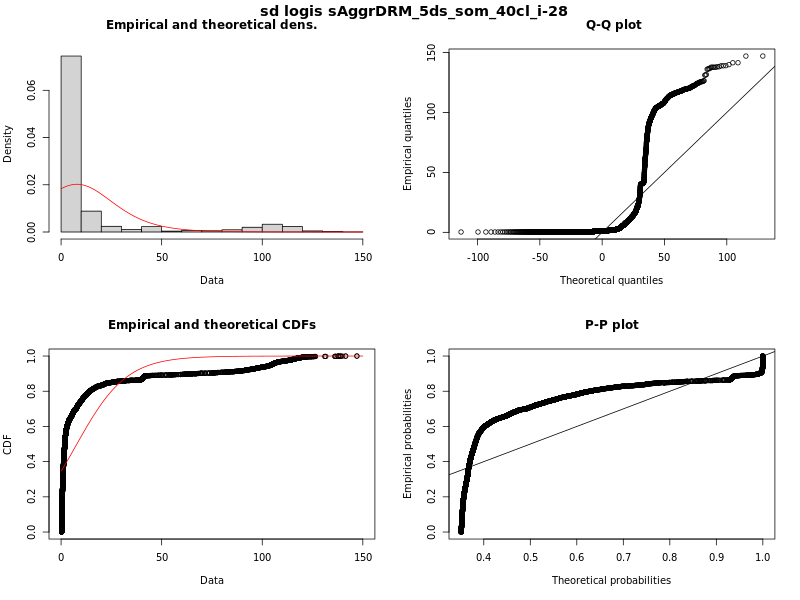 sd logis sAggrDRM_5ds_som_40cl_i-28
Empirical and theoretical dens.
Density
0.00 0.02 0.04 0.06
0 50 100 150
Data
Q-Q plot
Empirical quantiles
0 50 100 150
-100 -50 0 50 100
Theoretical quantiles
Empirical and theoretical CDFs
CDF
0.0 0.2 0.4 0.6 0.8 1.0
0 50 100 150
Data
P-P plot
Empirical probabilities
0.0 0.2 0.4 0.6 0.8 1.0
0.4 0.5 0.6 0.7 0.8 0.9 1.0
Theoretical probabilities